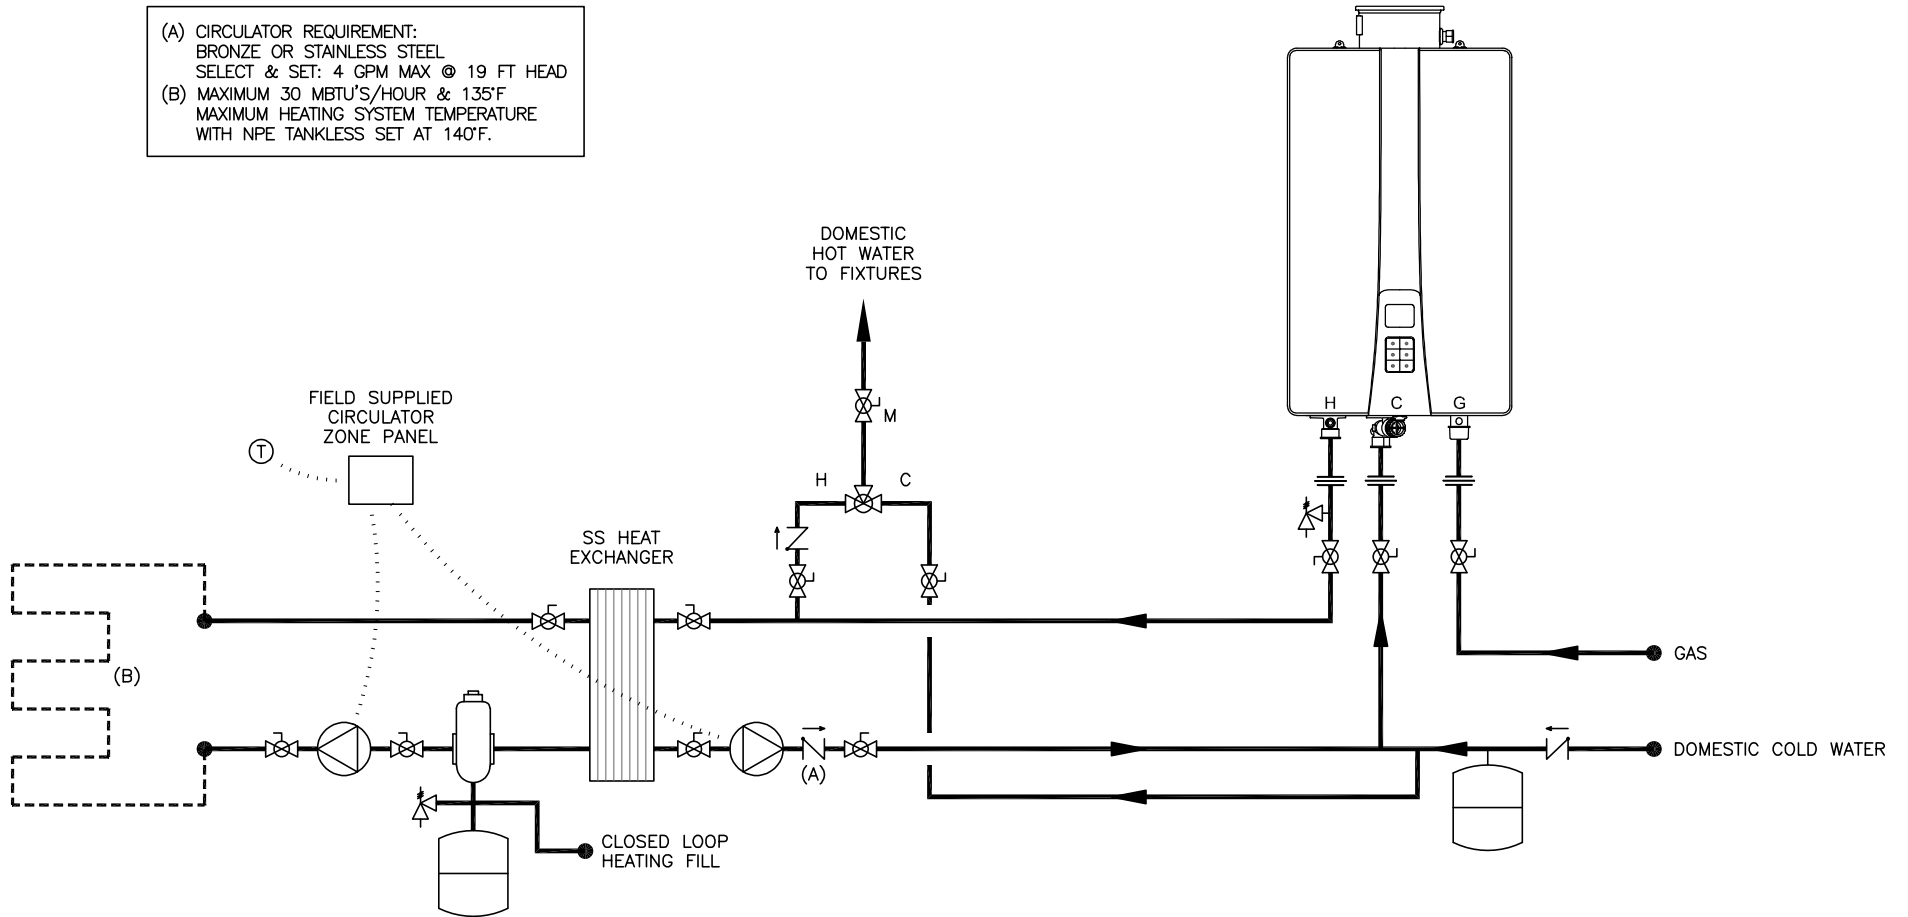 (A) CIRCULATOR REQUIREMENT:
BRONZE OR STAINLESS STEEL
SELECT & SET: 4 GPM MAX @ 19 FT HEAD
(B) MAXIMUM 30 MBTU'S/HOUR & 135°F
MAXIMUM HEATING SYSTEM TEMPERATURE
WITH NPE TANKLESS SET AT 140°F.
DOMESTIC
HOT WATER
TO FIXTURES
FIELD SUPPLIED
CIRCULATOR
ZONE PANEL
T
M
H C
H C G
SS HEAT
EXCHANGER
(B)
GAS
DOMESTIC COLD WATER
(A)
CLOSED LOOP
HEATING FILL